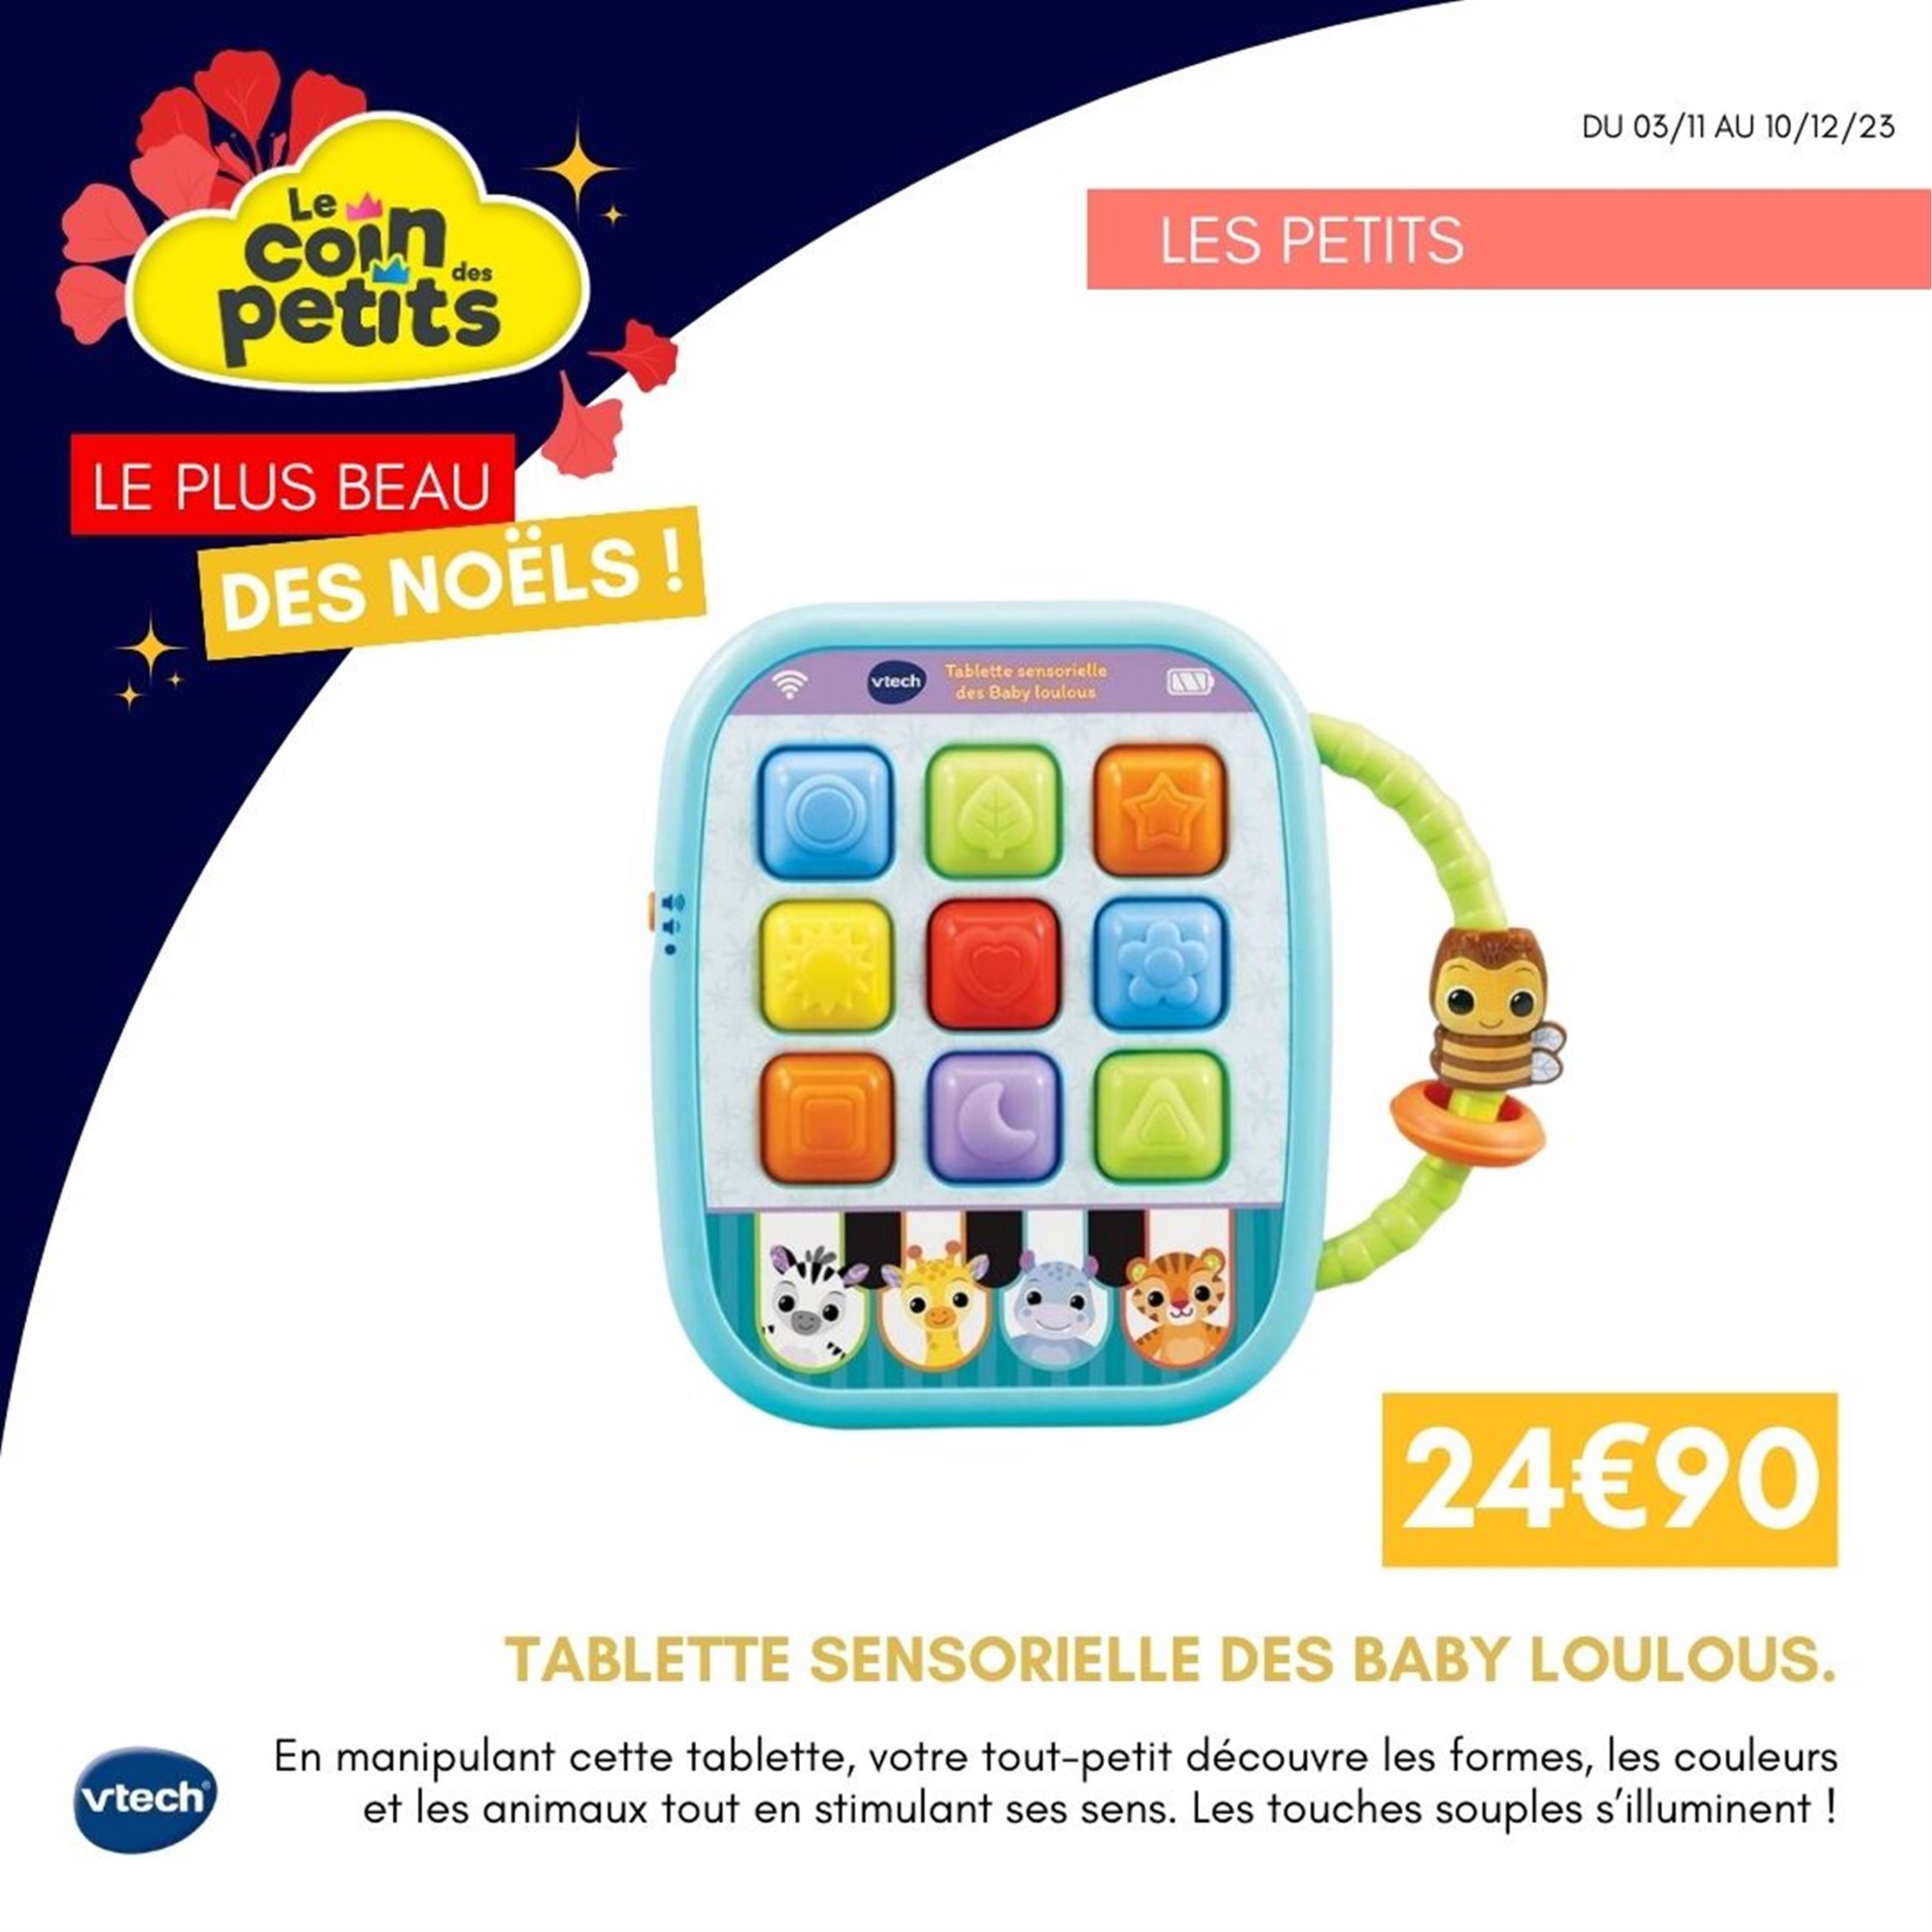 Le
coin
des
petits
DU 03/11 AU 10/12/23
LES PETITS
LE PLUS BEAU
DES NOËLS !
vtech
Tablette sensorielle
des Baby loulous
24€90
TABLETTE SENSORIELLE DES BABY LOULOUS.
En manipulant cette tablette, votre tout-petit découvre les formes, les couleurs
et les animaux tout en stimulant ses sens. Les touches souples s’illuminent !
vtech®